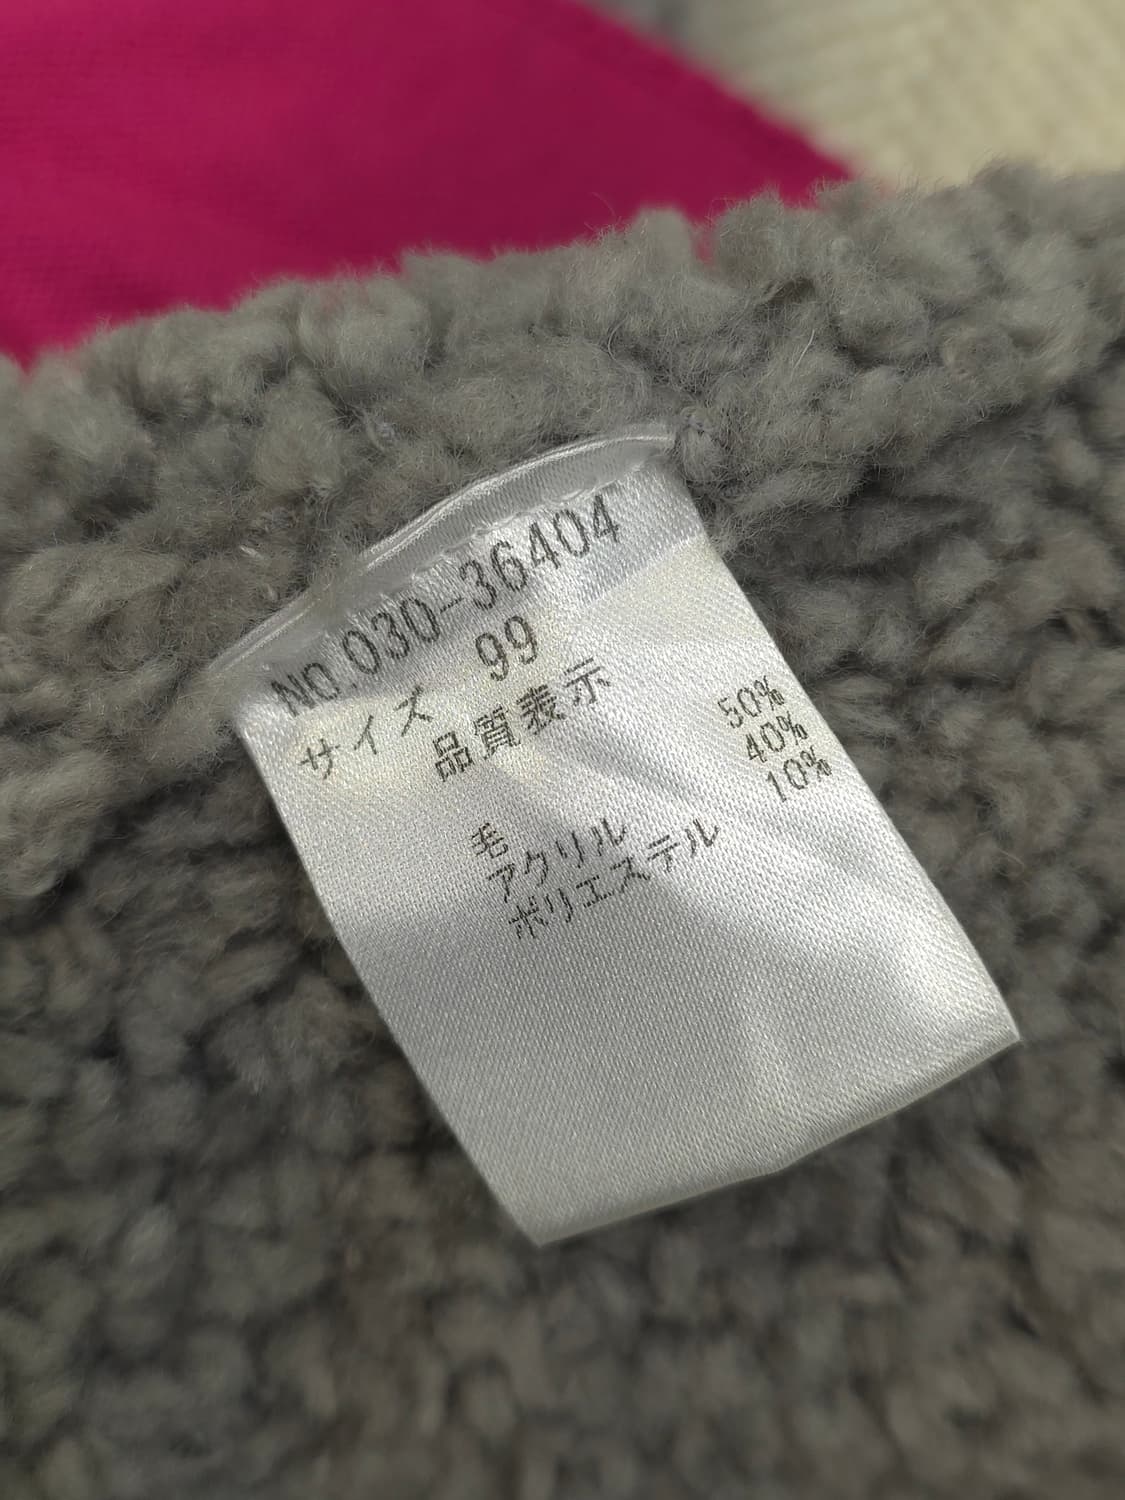 No.030-36404
サイズ 99
品質表示
毛 50%
アクリル 40%
ポリエステル 10%